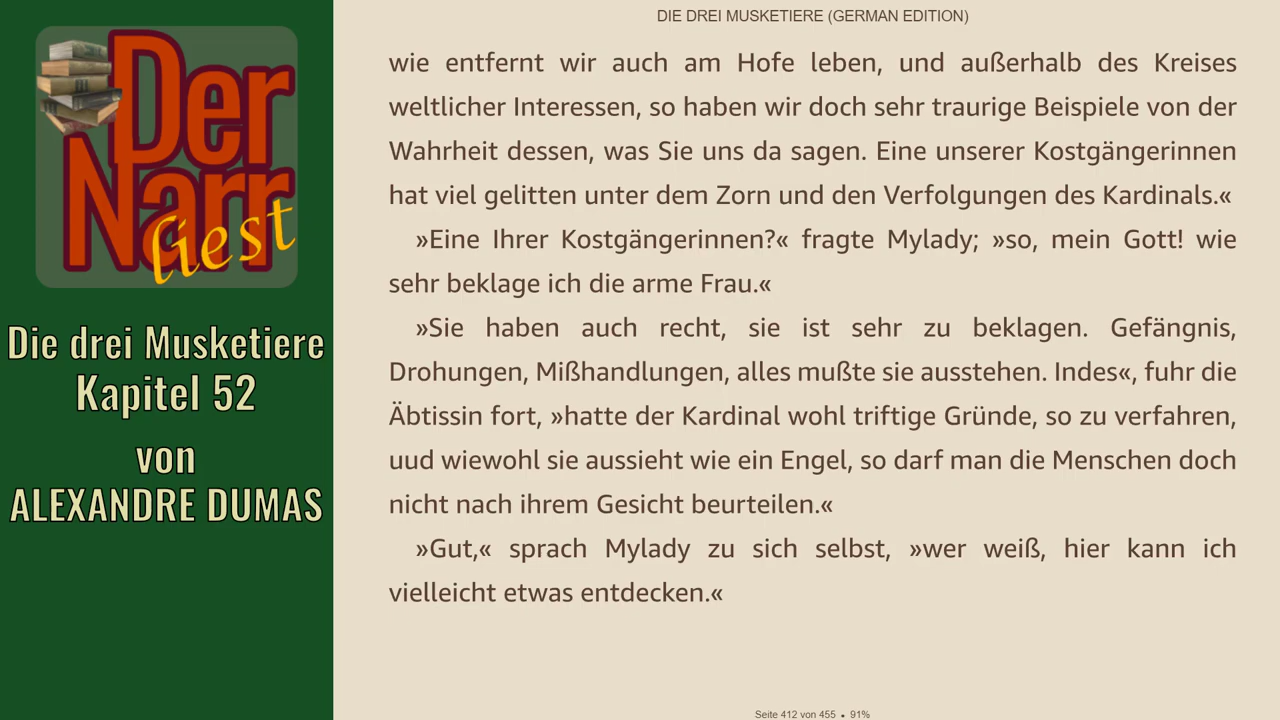 Der
Narr
liest
Die drei Musketiere
Kapitel 52
von
ALEXANDRE DUMAS
DIE DREI MUSKETIERE (GERMAN EDITION)
wie entfernt wir auch am Hofe leben, und außerhalb des Kreises
weltlicher Interessen, so haben wir doch sehr traurige Beispiele von der
Wahrheit dessen, was Sie uns da sagen. Eine unserer Kostgängerinnen
hat viel gelitten unter dem Zorn und den Verfolgungen des Kardinals.«
»Eine Ihrer Kostgängerinnen?« fragte Mylady; »so, mein Gott! wie
sehr beklage ich die arme Frau.«
»Sie haben auch recht, sie ist sehr zu beklagen. Gefängnis,
Drohungen, Mißhandlungen, alles mußte sie ausstehen. Indes«, fuhr die
Äbtissin fort, »hatte der Kardinal wohl triftige Gründe, so zu verfahren,
uud wiewohl sie aussieht wie ein Engel, so darf man die Menschen doch
nicht nach ihrem Gesicht beurteilen.«
»Gut,« sprach Mylady zu sich selbst, »wer weiß, hier kann ich
vielleicht etwas entdecken.«
Seite 412 von 455 • 91%